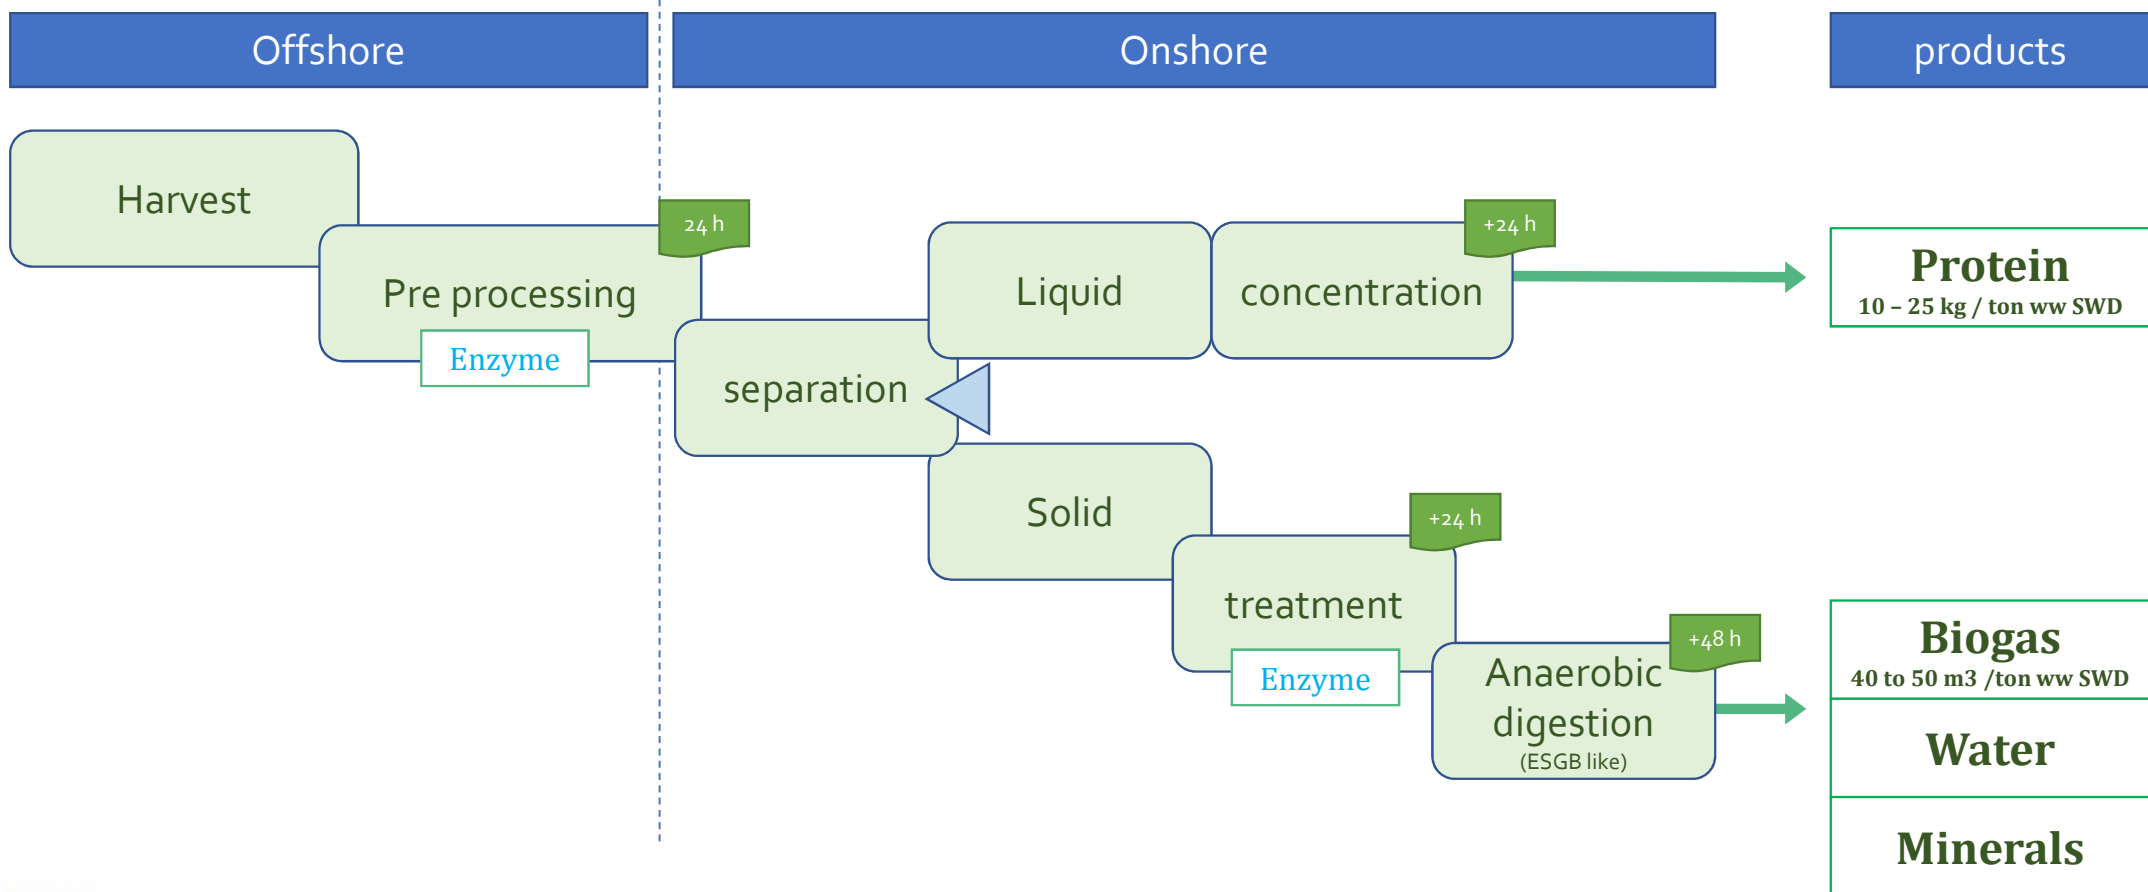 Offshore
Onshore
products
Harvest
24 h
Pre processing
Enzyme
separation
Liquid
concentration
+24 h
Protein
10 – 25 kg / ton ww SWD
Solid
+24 h
treatment
Enzyme
+48 h
Anaerobic
digestion
(ESGB like)
Biogas
40 to 50 m3 /ton ww SWD
Water
Minerals